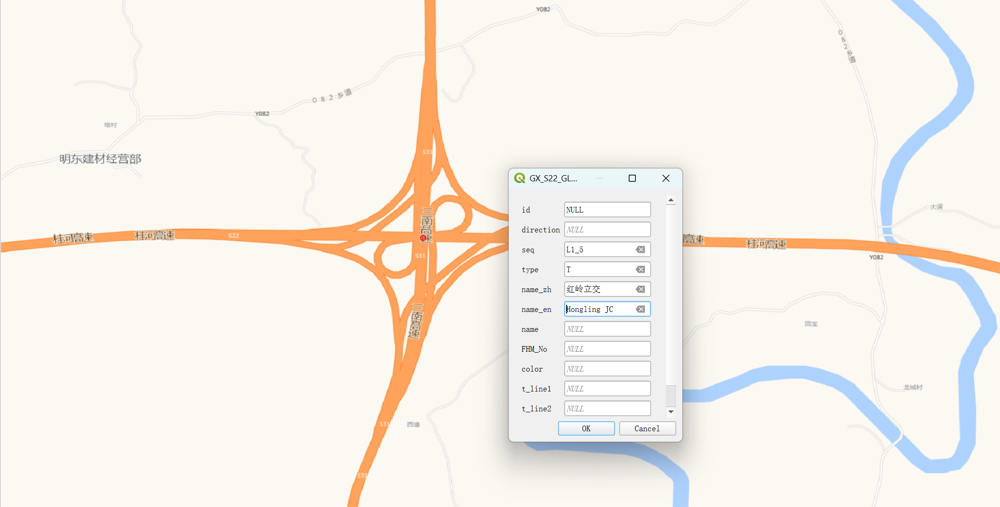 Y082
082乡道
082乡道
Y082
塘村
明东建材经营部
S31
GX_S22_GL...
id NULL
direction NULL
seq L1_5
type T
name_zh 红岭立交
name_en Hongling JC
name NULL
FHM_No NULL
color NULL
t_line1 NULL
t_line2 NULL
OK Cancel
三南高速
大诺
桂河高速
桂河高速
S22
河高速
桂河高速
S31
Y082
三南高速
回龙
龙城村
S31
西塘
S31